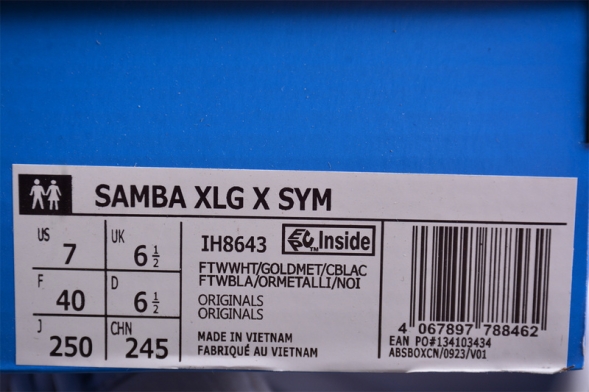 SAMBA XLG X SYM
US 7 UK 6 1/2
F 40 D 6 1/2
J 250 CHN 245
IH8643 Inside
FTWWHT/GOLDMET/CBLAC
FTWBLA/ORMETALLI/NOI
ORIGINALS
ORIGINALS
MADE IN VIETNAM
FABRIQUÉ AU VIETNAM
4 067897 788462
EAN PO#134103434
ABSBOXCN/0923/V01